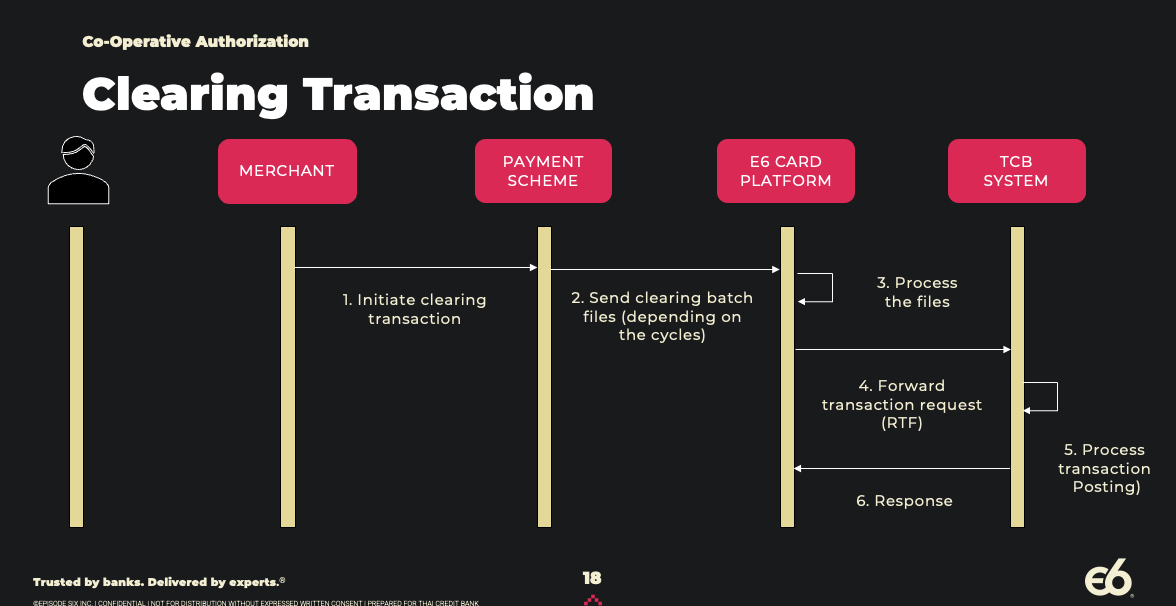 Co-Operative Authorization
Clearing Transaction
MERCHANT
PAYMENT
SCHEME
E6 CARD
PLATFORM
TCB
SYSTEM
1. Initiate clearing
transaction
2. Send clearing batch
files (depending on
the cycles)
3. Process
the files
4. Forward
transaction request
(RTF)
5. Process
transaction
Posting)
6. Response
Trusted by banks. Delivered by experts.®
18
E6®
©EPISODE SIX INC. | CONFIDENTIAL | NOT FOR DISTRIBUTION WITHOUT EXPRESSED WRITTEN CONSENT | PREPARED FOR THAI CREDIT BANK